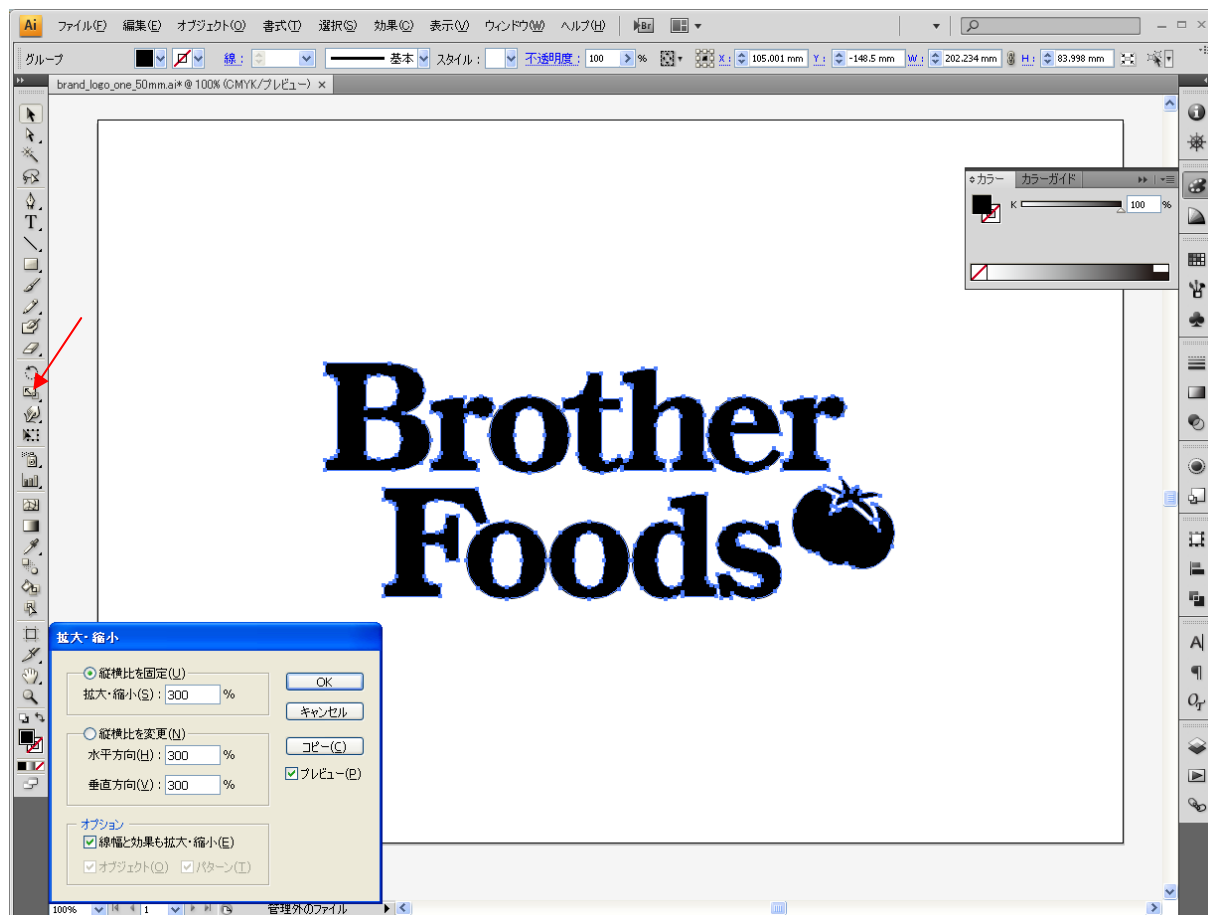 Ai ファイル(F) 編集(E) オブジェクト(O) 書式(T) 選択(S) 効果(C) 表示(V) ウィンドウ(W) ヘルプ(H) Br
グループ 線: 基本 スタイル: 不透明度: 100 % X: 105.001 mm Y: -148.5 mm W: 202.234 mm H: 83.998 mm
brand_logo_one_50mm.ai* @ 100% (CMYK/プレビュー) ×
カラー カラーガイド
K 100 %
Brother
Foods
拡大・縮小
縦横比を固定(U)
拡大・縮小(S): 300 %
OK
キャンセル
縦横比を変更(N)
水平方向(H): 300 %
垂直方向(V): 300 %
コピー(C)
プレビュー(P)
オプション
線幅と効果も拡大・縮小(E)
オブジェクト(O) パターン(T)
100% 1 管理外のファイル